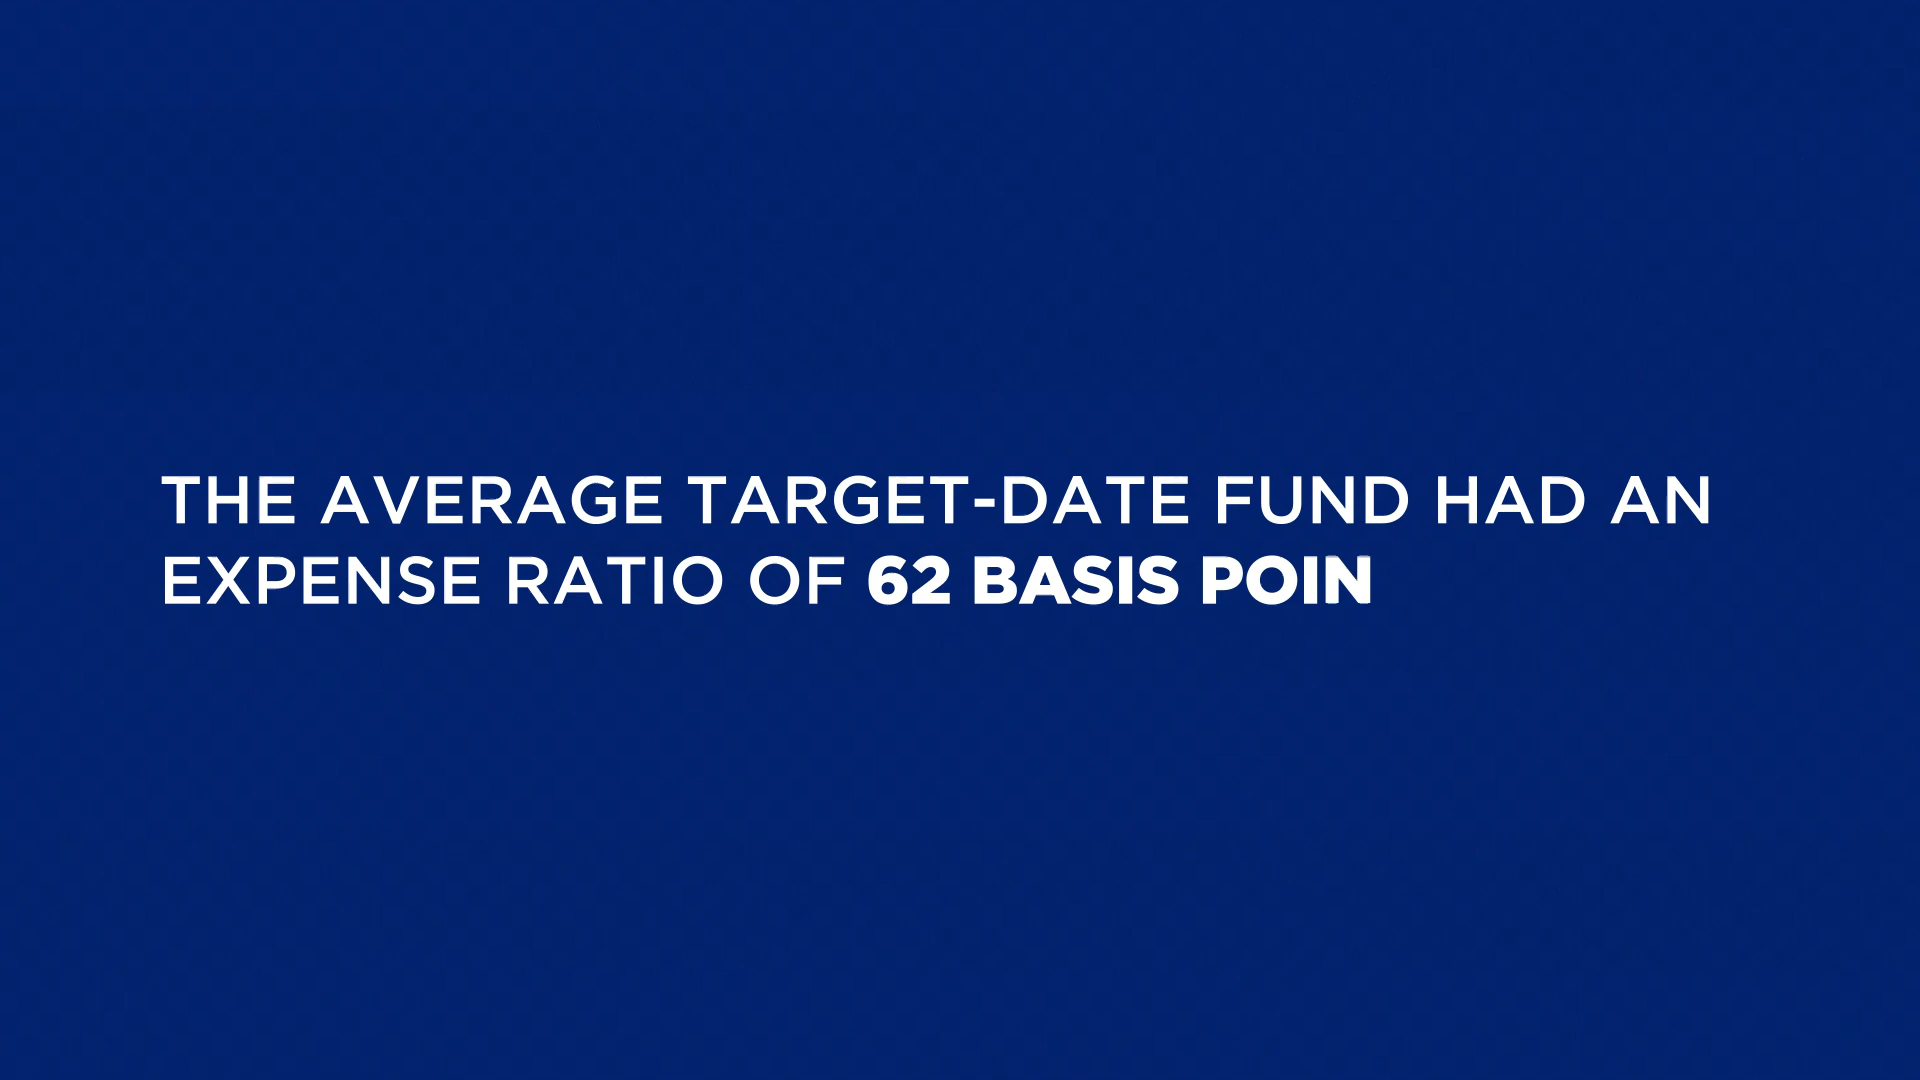 THE AVERAGE TARGET-DATE FUND HAD AN
EXPENSE RATIO OF 62 BASIS POIN